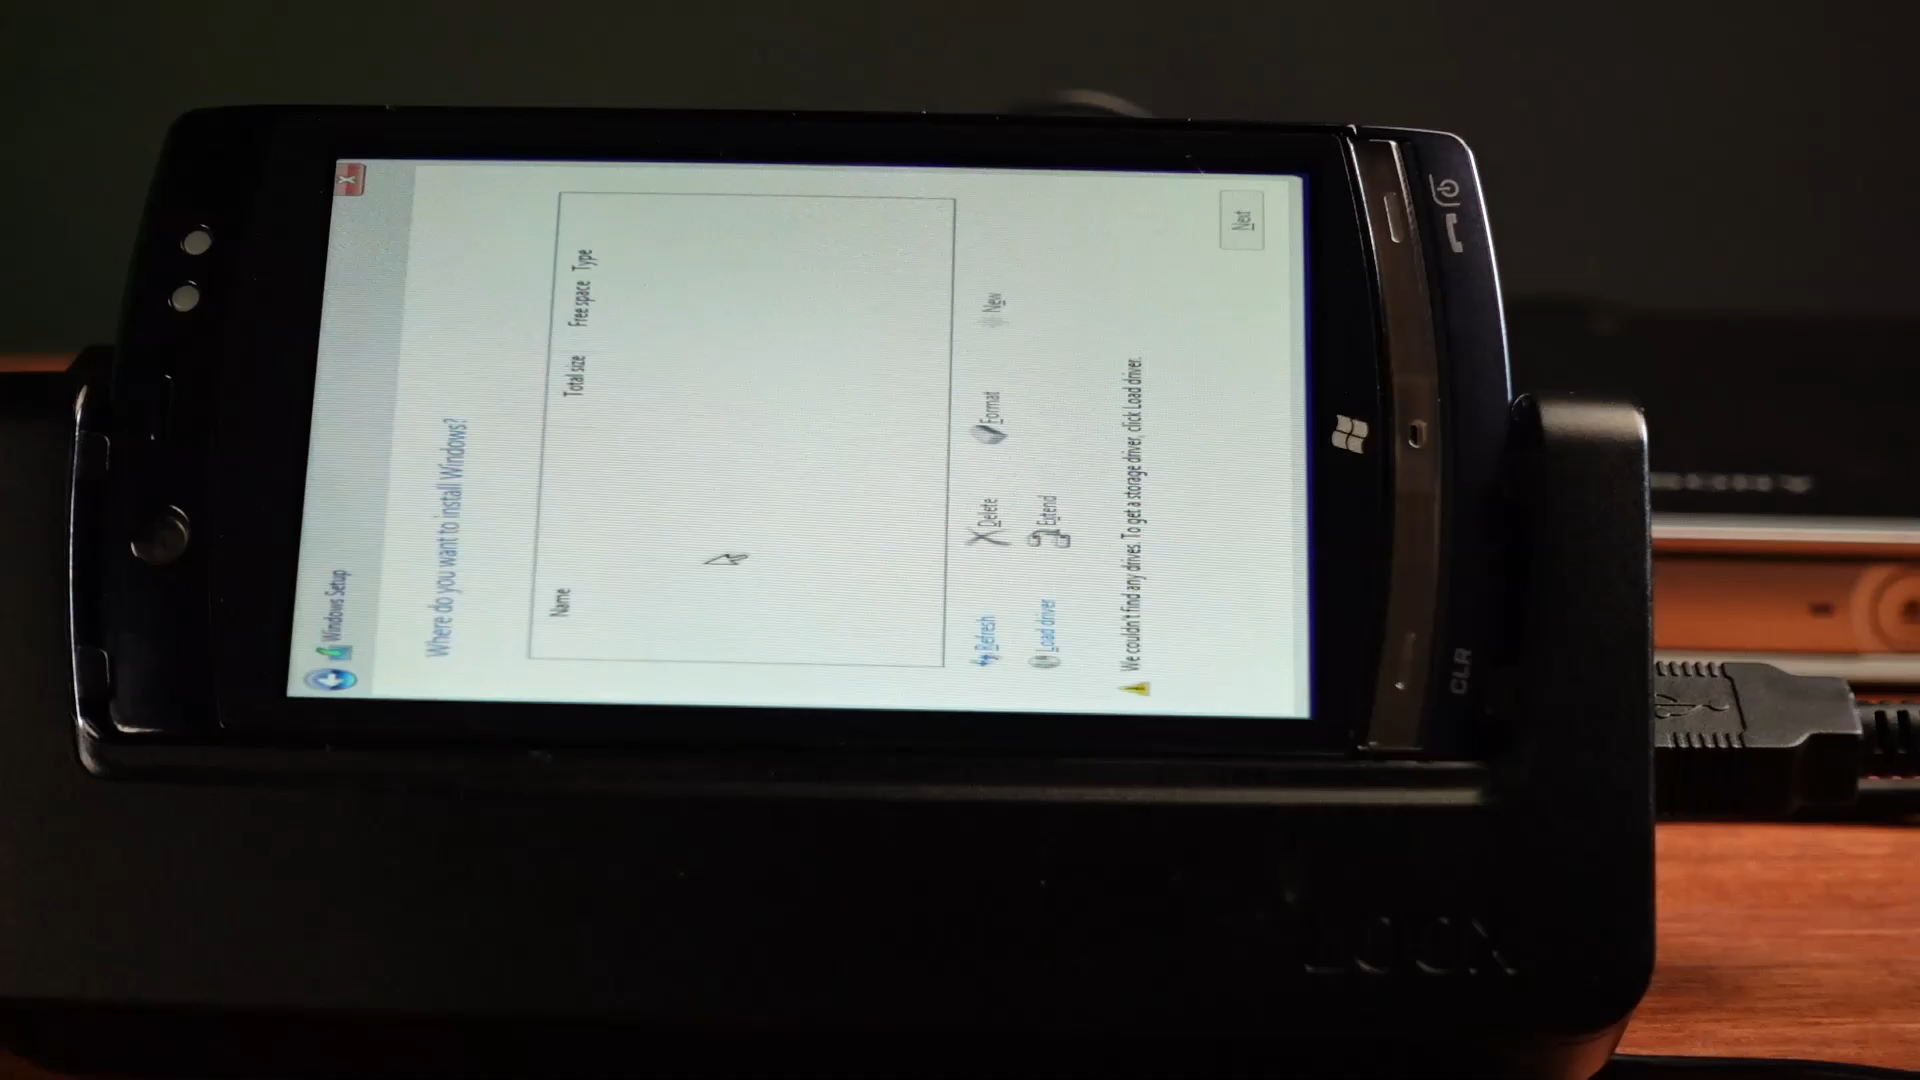 Windows Setup
X
Where do you want to install Windows?
Name Total size Free space Type
Refresh Delete Format New
Load driver Extend
We couldn't find any drives. To get a storage driver, click Load driver.
Next
CLR
LOCK